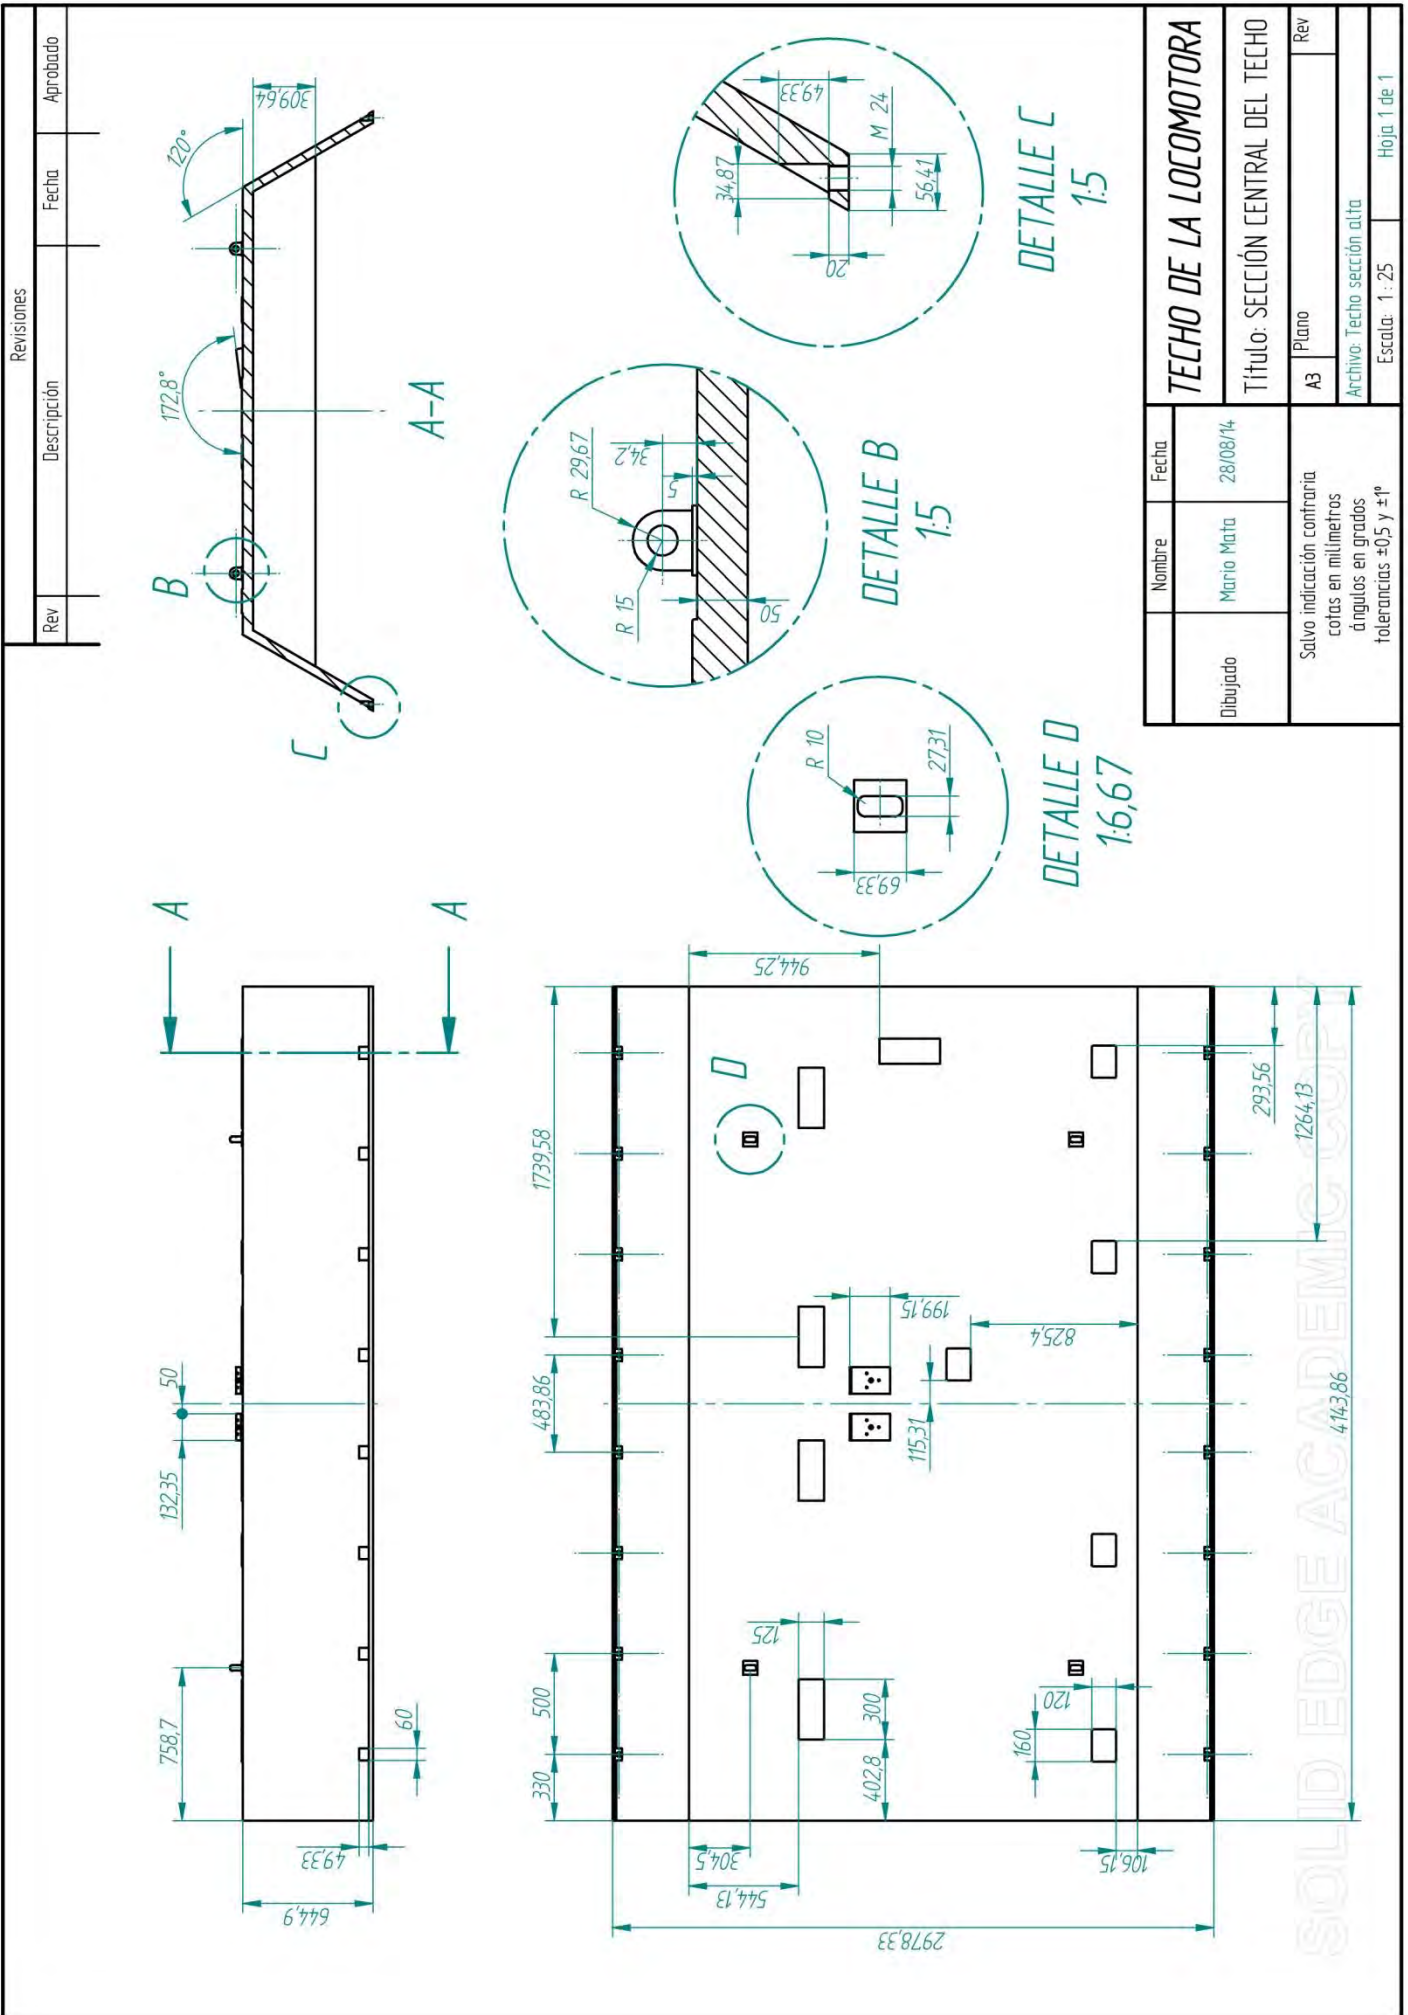 Revisiones
Rev
Descripción
Fecha
Aprobado
A
A
758,7
132,35
50
644,9
49,33
60
B
C
172,8°
120°
309,64
A-A
330
500
483,86
1739,58
944,25
D
304,5
544,13
2978,33
402,8
300
125
199,15
115,31
825,4
160
120
106,15
293,56
1264,13
4143,86
R 10
69,33
27,31
DETALLE D
1:6,67
R 15
R 29,67
34,2
5
50
DETALLE B
1:5
34,87
49,33
M 24
20
56,41
DETALLE C
1:5
Nombre
Fecha
Dibujado
Mario Mata
28/08/14
Salvo indicación contraria
cotas en milímetros
ángulos en grados
tolerancias ±0,5 y ±1º
TECHO DE LA LOCOMOTORA
Título: SECCIÓN CENTRAL DEL TECHO
A3
Plano
Rev
Archivo: Techo sección alta
Escala: 1 : 25
Hoja 1 de 1
SOLID EDGE ACADEMIC COPY